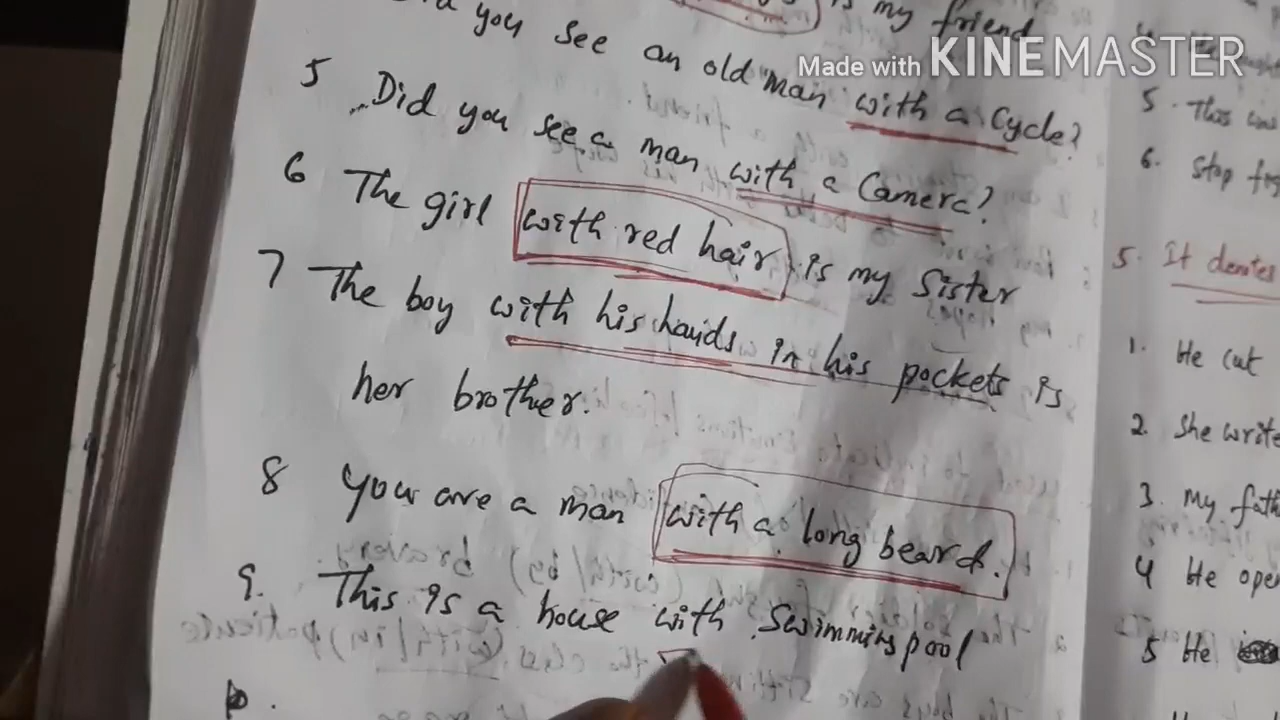 is my friend
you see an old man with a cycle?
Made with KINEMASTER
5 Did you see a man with a Camera?
6 The girl with red hair is my Sister
7 The boy with his hands in his pockets is
her brother.
8 You are a man with a long beard.
9. This is a house with Swimming pool
5. This
6. Stop
5. It denotes
1. He cut
2. She write
3. My fath
4 He ope
5 He